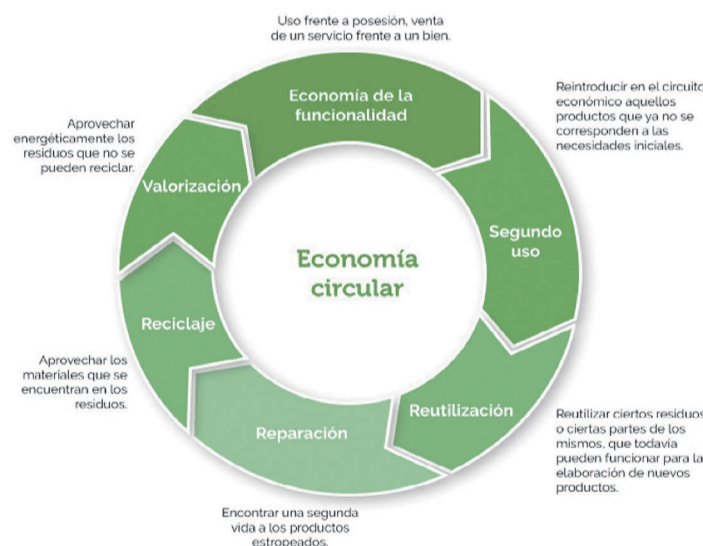 Uso frente a posesión, venta
de un servicio frente a un bien.
Economía de la
funcionalidad
Reintroducir en el circuito
económico aquellos
productos que ya no se
corresponden a las
necesidades iniciales.
Segundo
uso
Reutilización
Reutilizar ciertos residuos
o ciertas partes de los
mismos, que todavía
pueden funcionar para la
elaboración de nuevos
productos.
Reparación
Encontrar una segunda
vida a los productos
estropeados.
Reciclaje
Aprovechar los
materiales que se
encuentran en los
residuos.
Valorización
Aprovechar
energéticamente los
residuos que no se
pueden reciclar.
Economía
circular